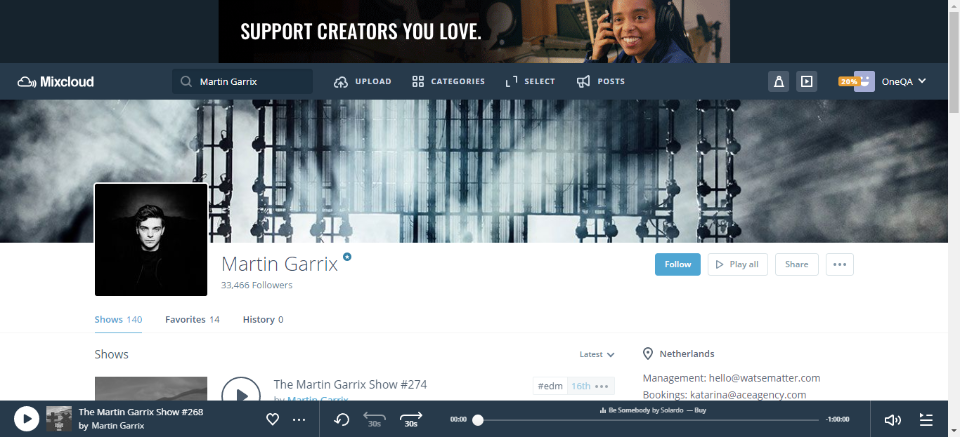 SUPPORT CREATORS YOU LOVE.
Mixcloud
Martin Garrix
UPLOAD
CATEGORIES
SELECT
POSTS
20%
OneQA
Martin Garrix
33,466 Followers
Follow
Play all
Share
Shows 140
Favorites 14
History 0
Shows
Latest
Netherlands
The Martin Garrix Show #274
#edm
16th
by Martin Garrix
Management: hello@watsematter.com
Bookings: katarina@aceagency.com
The Martin Garrix Show #268
by Martin Garrix
30s
30s
00:00
Be Somebody by Solardo — Buy
-1:00:00